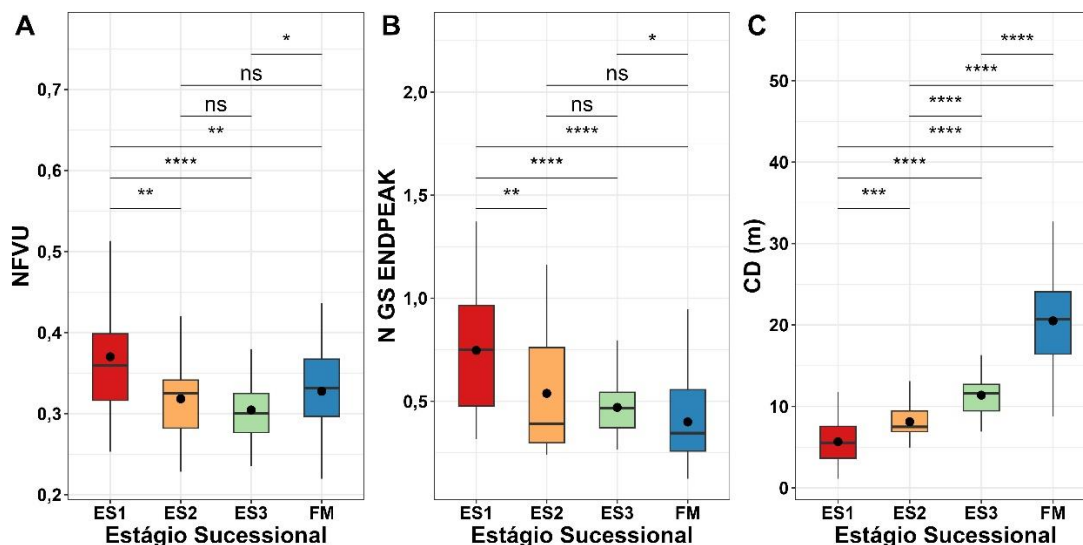 A
NFVU
0,7
0,6
0,5
0,4
0,3
0,2
*
ns
ns
**
****
**
ES1 ES2 ES3 FM
Estágio Sucessional
B
N GS ENDPEAK
2,0
1,5
1,0
0,5
*
ns
ns
****
****
**
ES1 ES2 ES3 FM
Estágio Sucessional
C
CD (m)
50
40
30
20
10
0
****
****
****
****
****
***
ES1 ES2 ES3 FM
Estágio Sucessional